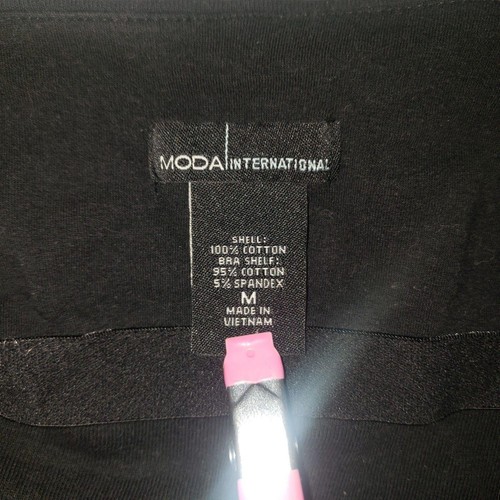 MODA INTERNATIONAL
SHELL:
100% COTTON
BRA SHELF:
95% COTTON
5% SPANDEX
M
MADE IN
VIETNAM